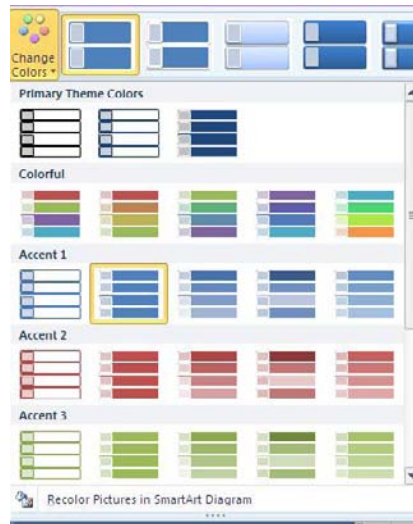 Change
Colors
Primary Theme Colors
Colorful
Accent 1
Accent 2
Accent 3
Recolor Pictures in SmartArt Diagram